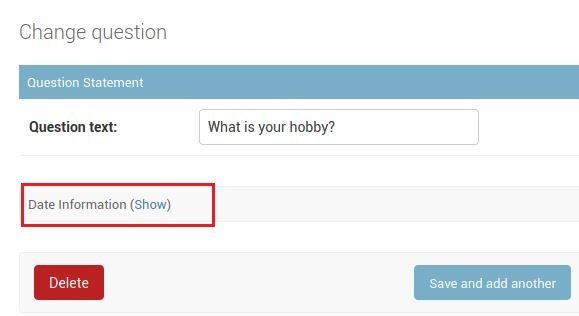 Change question
Question Statement
Question text: What is your hobby?
Date Information (Show)
Delete Save and add another